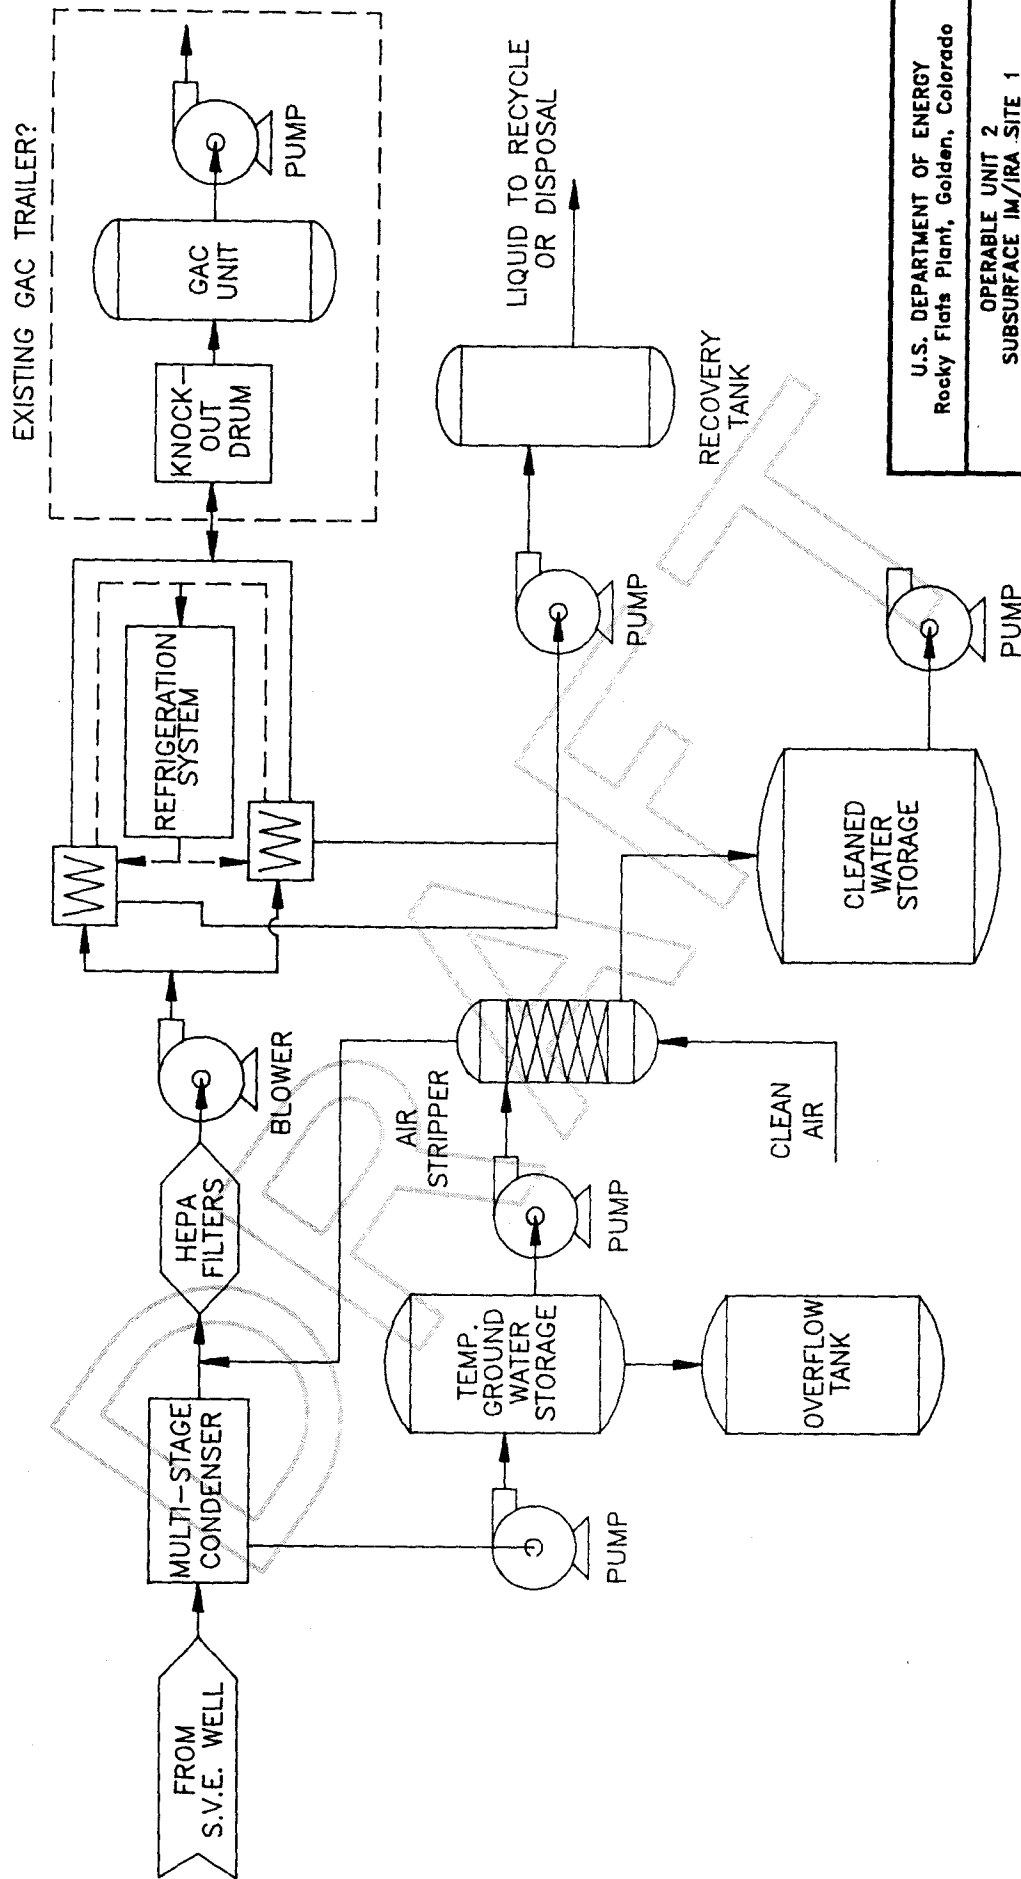 EXISTING GAC TRAILER?
FROM
S.V.E. WELL
MULTI-STAGE
CONDENSER
HEPA
FILTERS
BLOWER
REFRIGERATION
SYSTEM
KNOCK-
OUT
DRUM
GAC
UNIT
PUMP
PUMP
TEMP.
GROUND
WATER
STORAGE
PUMP
AIR
STRIPPER
PUMP
RECOVERY
TANK
LIQUID TO RECYCLE
OR DISPOSAL
OVERFLOW
TANK
CLEAN
AIR
CLEANED
WATER
STORAGE
PUMP
DRAFT
U.S. DEPARTMENT OF ENERGY
Rocky Flats Plant, Golden, Colorado
OPERABLE UNIT 2
SUBSURFACE IM/IRA SITE 1